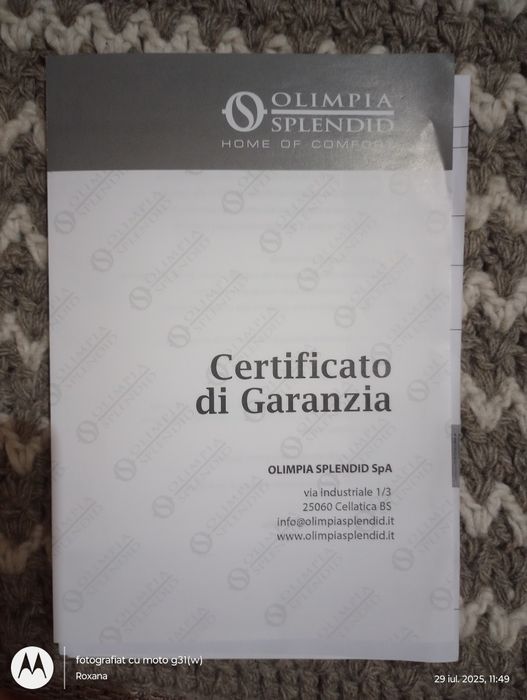 OLIMPIA
SPLENDID
HOME OF COMFORT
Certificato
di Garanzia
OLIMPIA SPLENDID SpA
via industriale 1/3
25060 Cellatica BS
info@olimpiasplendid.it
www.olimpiasplendid.it
fotografiat cu moto g31(w)
Roxana
29 iul. 2025, 11:49